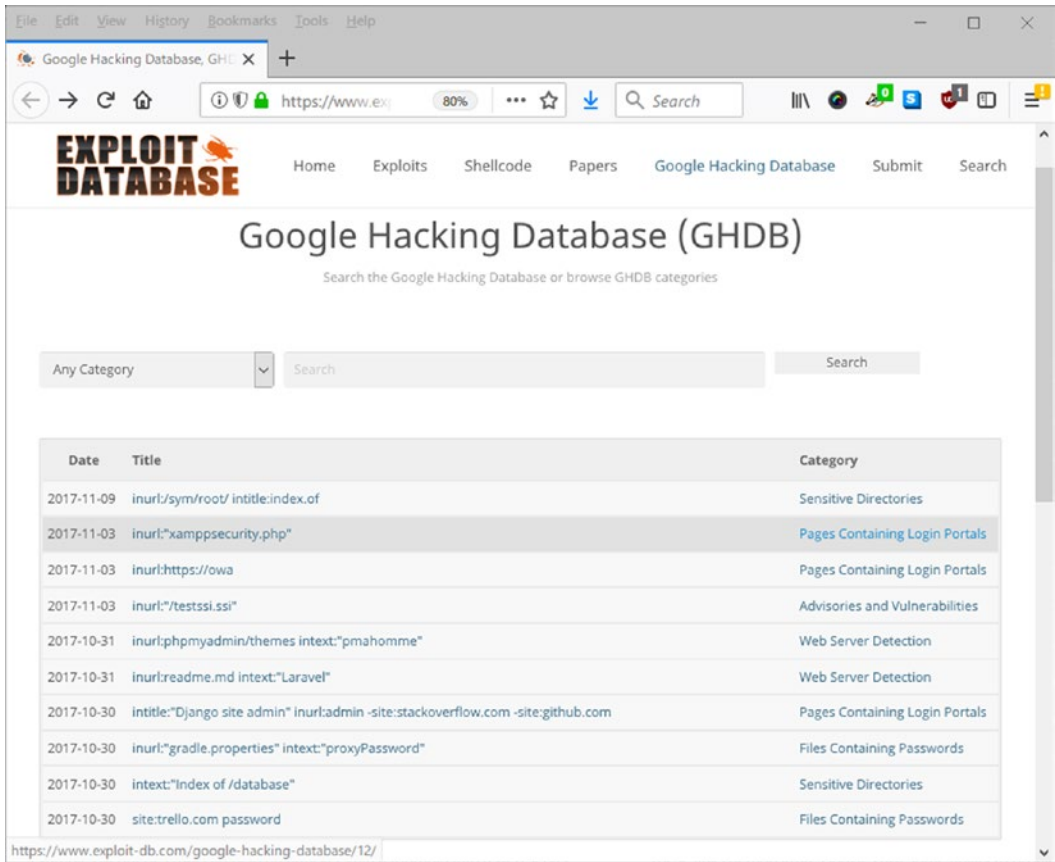 File Edit View History Bookmarks Tools Help
Google Hacking Database, GHD
https://www.ex 80% Search 0 S 1
EXPLOIT DATABASE
Home Exploits Shellcode Papers Google Hacking Database Submit Search
Google Hacking Database (GHDB)
Search the Google Hacking Database or browse GHDB categories
Any Category Search Search
Date Title Category
2017-11-09 inurl:/sym/root/ intitle:index.of Sensitive Directories
2017-11-03 inurl:"xamppsecurity.php" Pages Containing Login Portals
2017-11-03 inurl:https://owa Pages Containing Login Portals
2017-11-03 inurl:"/testssi.ssi" Advisories and Vulnerabilities
2017-10-31 inurl:phpmyadmin/themes intext:"pmahomme" Web Server Detection
2017-10-31 inurl:readme.md intext:"Laravel" Web Server Detection
2017-10-30 intitle:"Django site admin" inurl:admin -site:stackoverflow.com -site:github.com Pages Containing Login Portals
2017-10-30 inurl:"gradle.properties" intext:"proxyPassword" Files Containing Passwords
2017-10-30 intext:"Index of /database" Sensitive Directories
2017-10-30 site:trello.com password Files Containing Passwords
https://www.exploit-db.com/google-hacking-database/12/